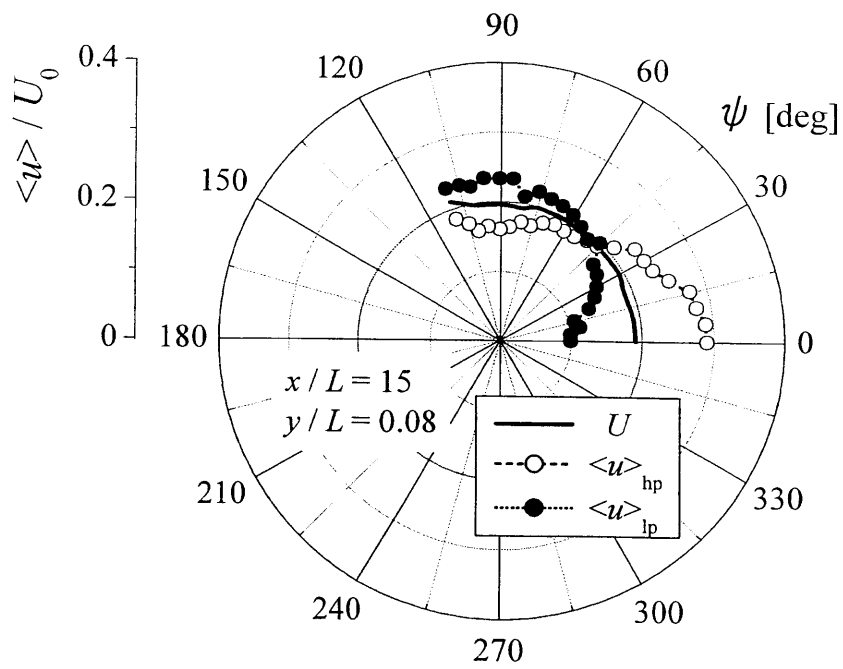 90
0.4
120
60
<u> / U0
ψ [deg]
150
30
0.2
0
180
0
x / L = 15
y / L = 0.08
U
<u>hp
<u>lp
210
330
240
300
270